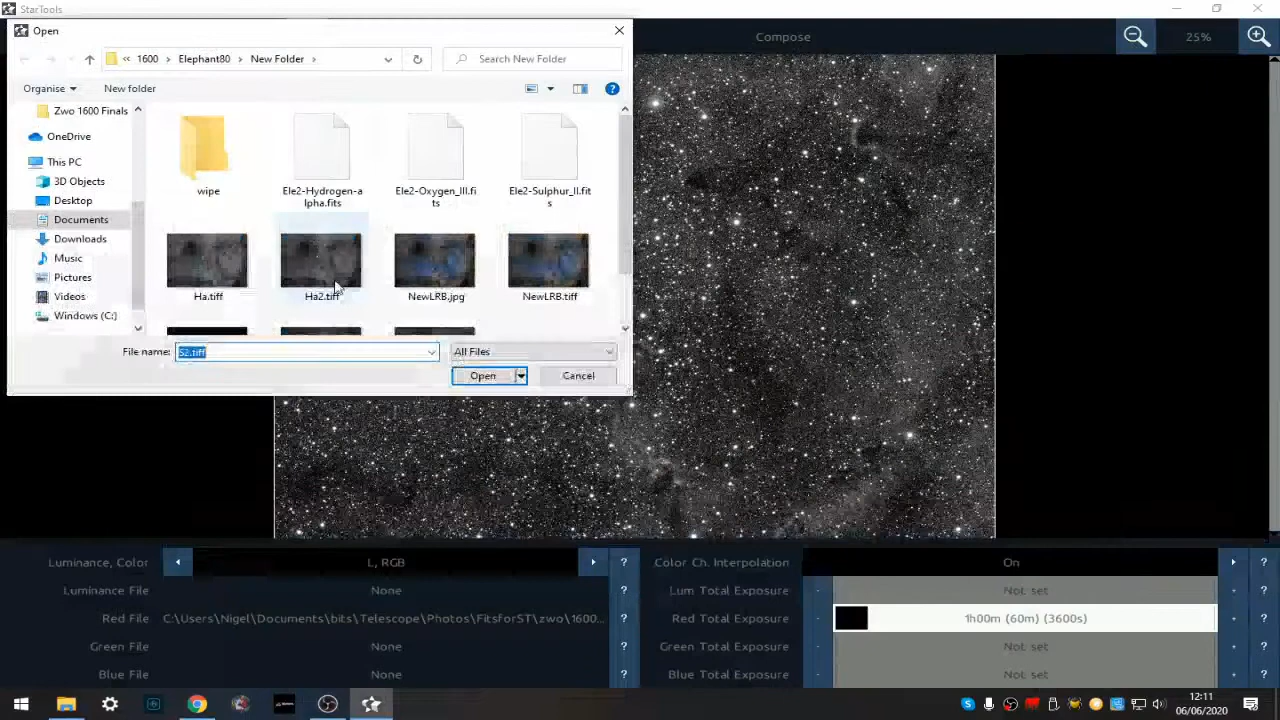 StarTools
Open
« 1600 > Elephant80 > New Folder >
Search New Folder
Compose
25%
Organise
New folder
?
Zwo 1600 Finals
OneDrive
This PC
3D Objects
Desktop
Documents
Downloads
Music
Pictures
Videos
Windows (C:)
wipe
Ele2-Hydrogen-a
lpha.fits
Ele2-Oxygen_III.fi
ts
Ele2-Sulphur_II.fit
s
Ha.tiff
Ha2.tiff
NewLRB.jpg
NewLRB.tiff
File name:
S2.tiff
All Files
Open
Cancel
Luminance, Color
L, RGB
?
Color Ch. Interpolation
On
?
Luminance File
None
?
Lum Total Exposure
-
Not set
+
?
Red File
C:\Users\Nigel\Documents\bits\Telescope\Photos\FitsforST\zwo\1600...
?
Red Total Exposure
-
1h00m (60m) (3600s)
+
?
Green File
None
?
Green Total Exposure
-
Not set
+
?
Blue File
None
?
Blue Total Exposure
-
Not set
+
?
12:11
06/06/2020